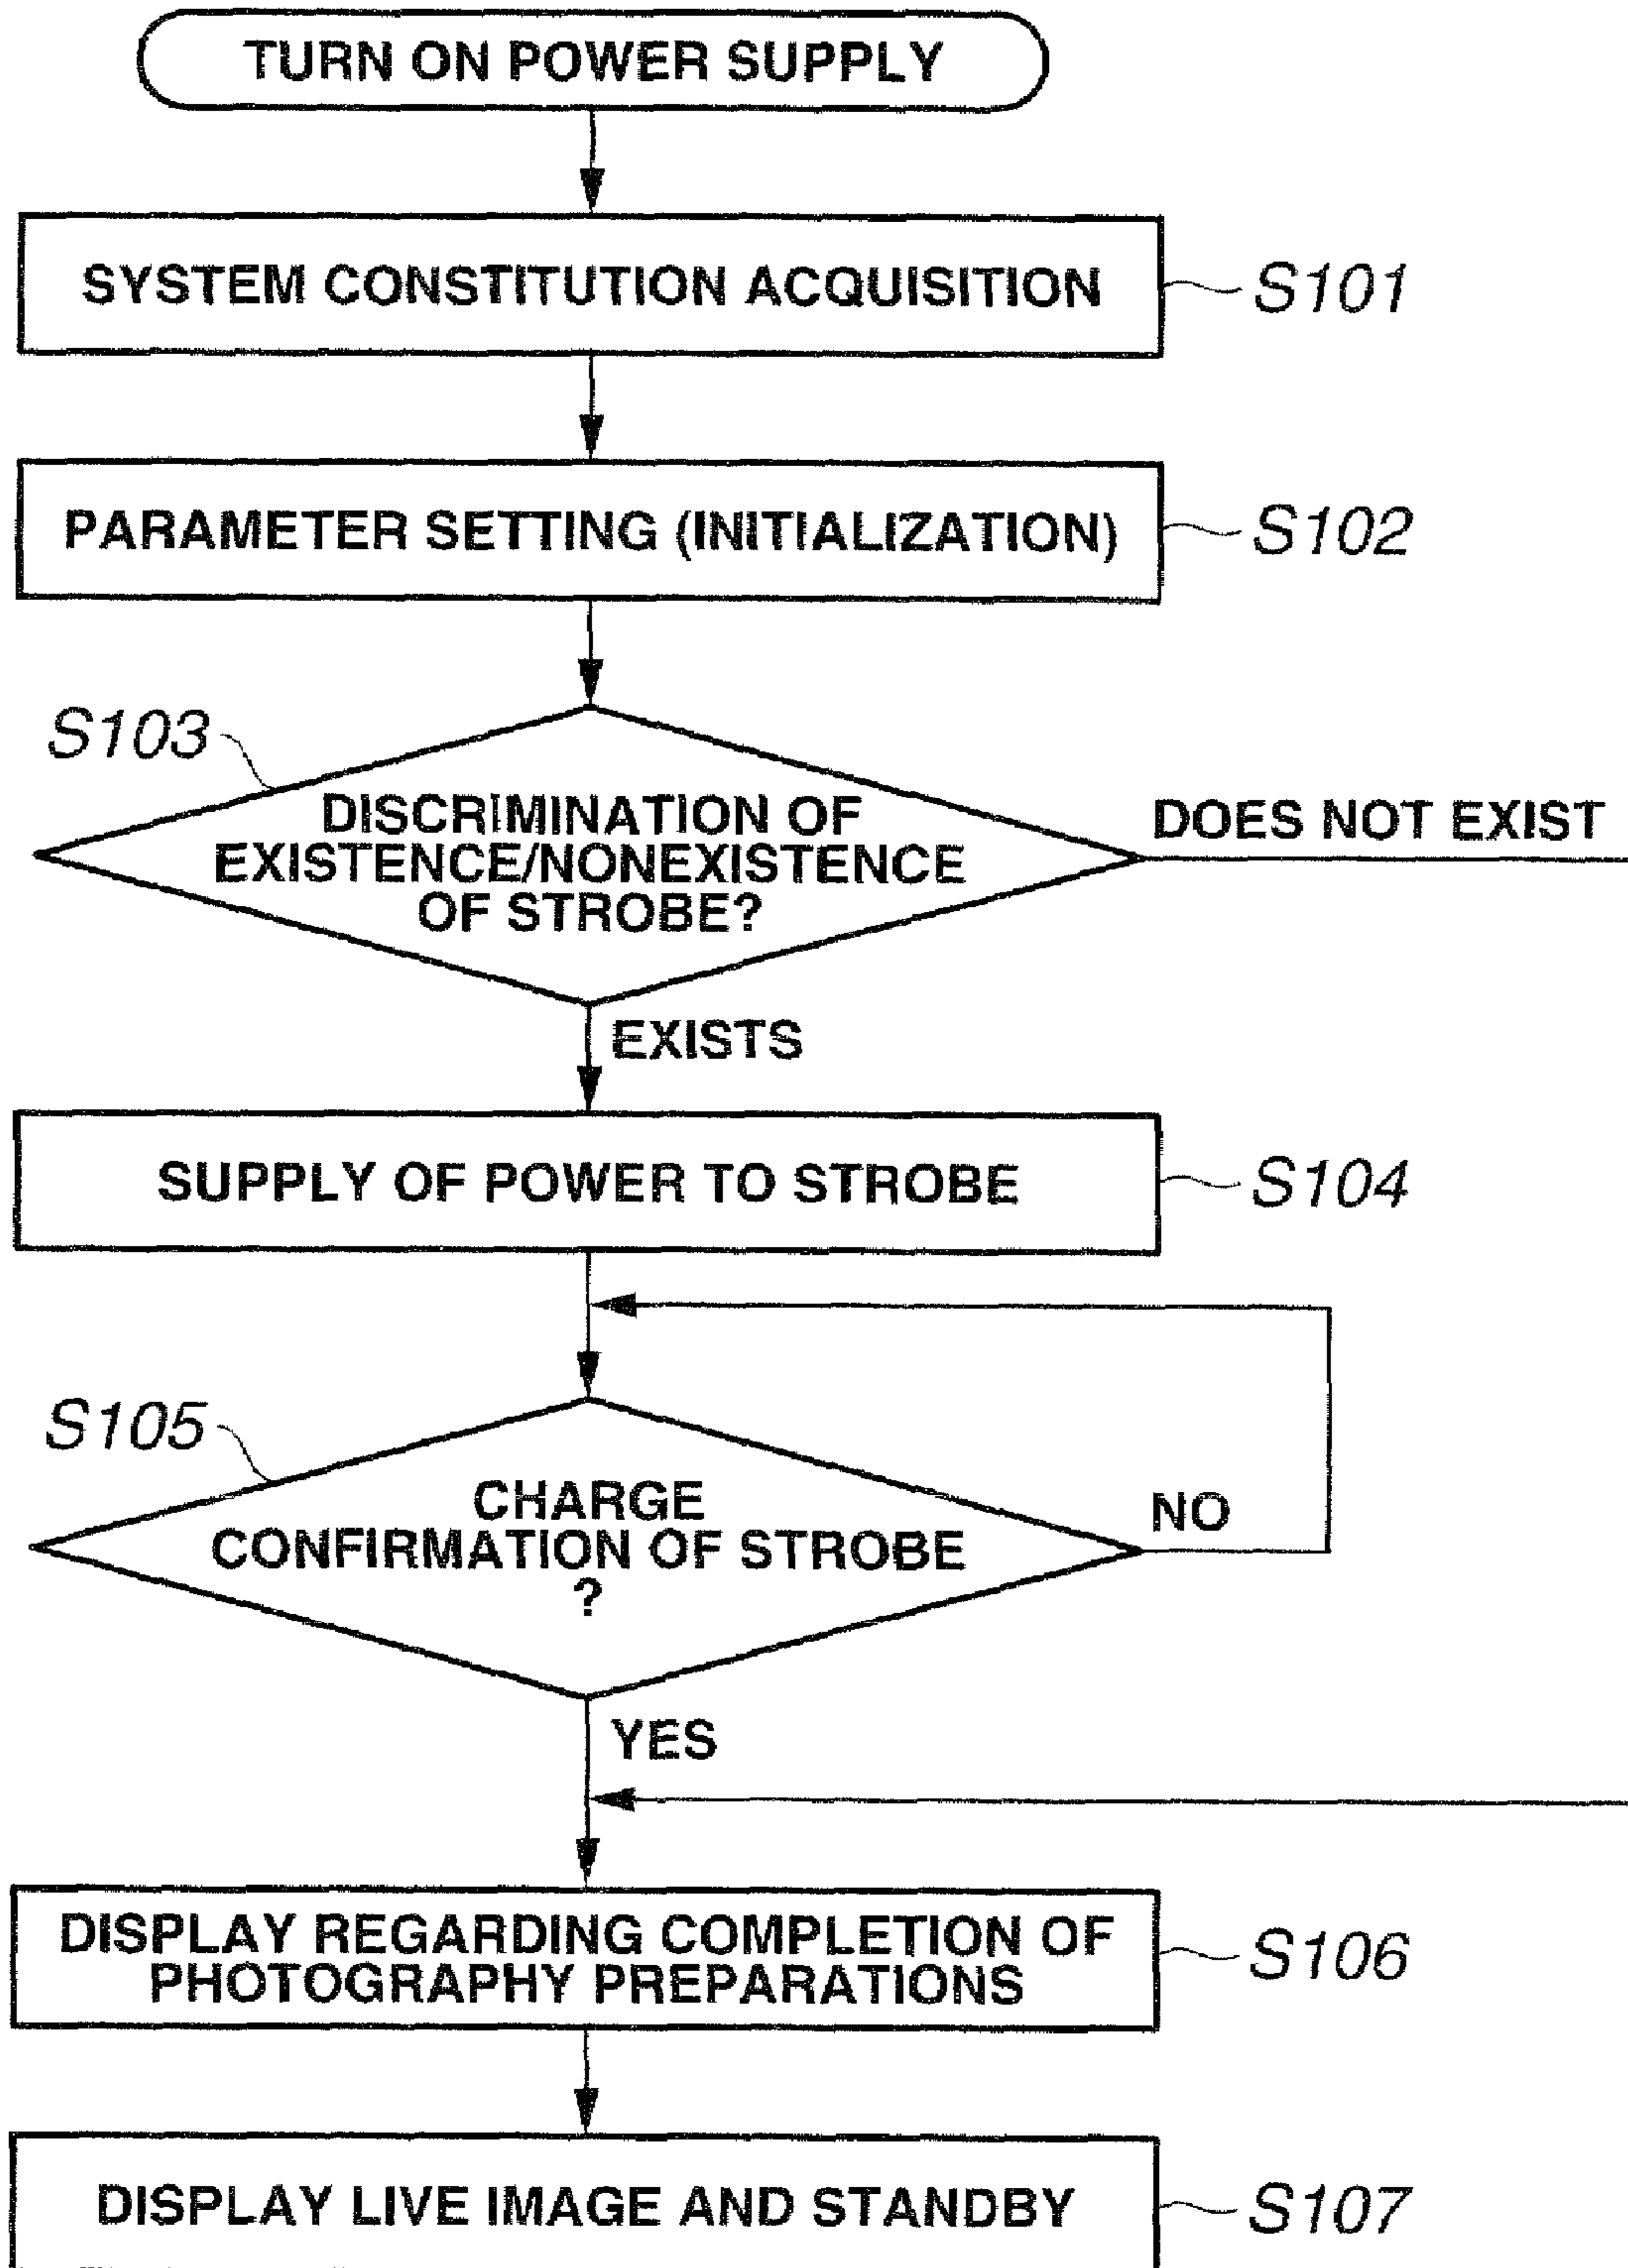 TURN ON POWER SUPPLY
SYSTEM CONSTITUTION ACQUISITION
S101
PARAMETER SETTING (INITIALIZATION)
S102
S103
DISCRIMINATION OF
EXISTENCE/NONEXISTENCE
OF STROBE?
DOES NOT EXIST
EXISTS
SUPPLY OF POWER TO STROBE
S104
S105
CHARGE
CONFIRMATION OF STROBE
?
NO
YES
DISPLAY REGARDING COMPLETION OF
PHOTOGRAPHY PREPARATIONS
S106
DISPLAY LIVE IMAGE AND STANDBY
S107